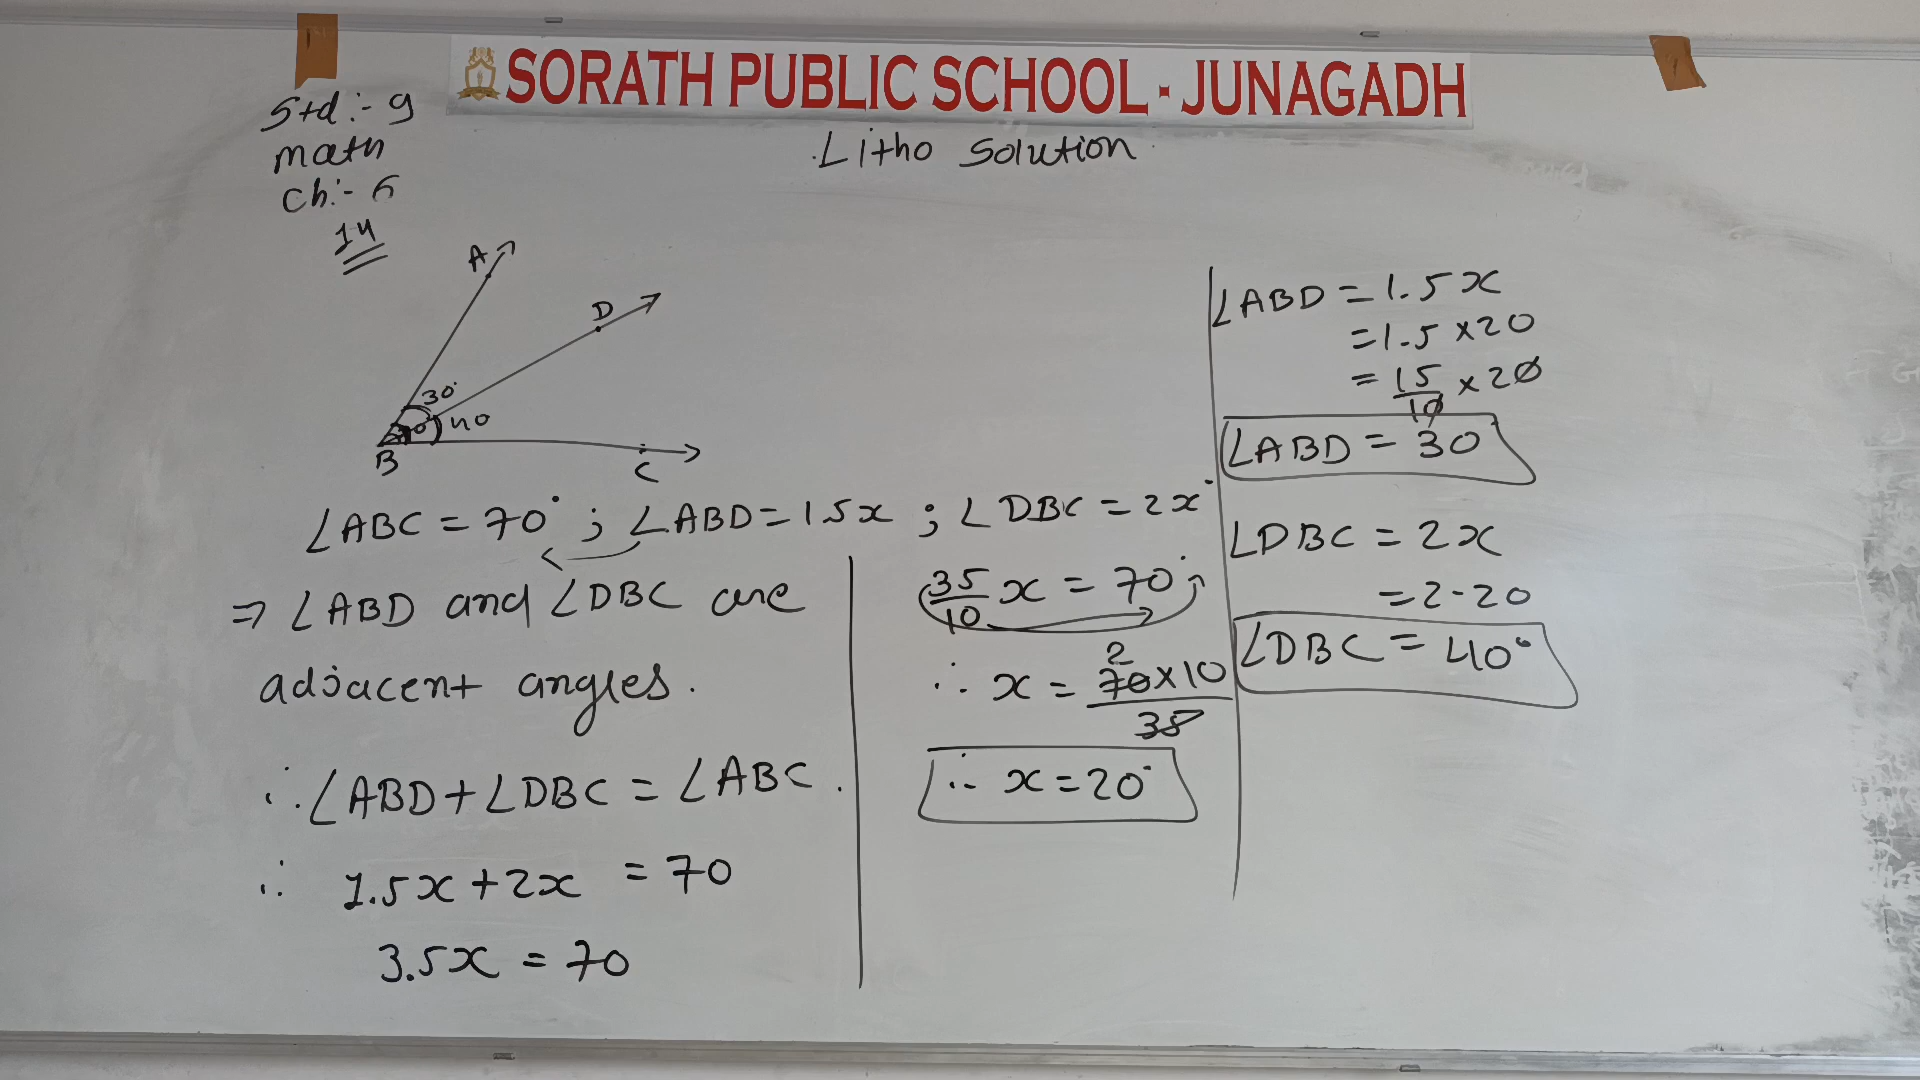 SORATH PUBLIC SCHOOL - JUNAGADH
Std :- 9
math
Ch:- 6
14
Litho Solution
A
D
30°
70°
40
B
C
∠ABC = 70° ; ∠ABD = 1.5x ; ∠DBC = 2x
⇒ ∠ABD and ∠DBC are
adjacent angles.
∴ ∠ABD + ∠DBC = ∠ABC.
∴ 1.5x + 2x = 70
3.5x = 70
35/10 x = 70°
∴ x = 70 × 10 / 35
2
∴ x = 20°
∠ABD = 1.5x
= 1.5 × 20
= 15/10 × 20
∠ABD = 30
∠DBC = 2x
= 2 · 20
∠DBC = 40°